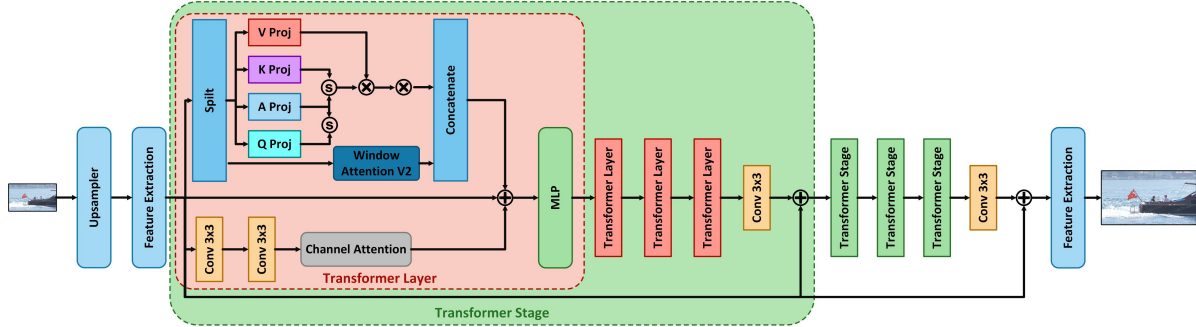 Upsampler
Feature Extraction
Spilt
V Proj
K Proj
A Proj
Q Proj
S
S
Window
Attention V2
Concatenate
Conv 3x3
Conv 3x3
Channel Attention
MLP
Transformer Layer
Transformer Layer
Transformer Layer
Transformer Layer
Conv 3x3
Transformer Stage
Transformer Stage
Transformer Stage
Transformer Stage
Conv 3x3
Feature Extraction